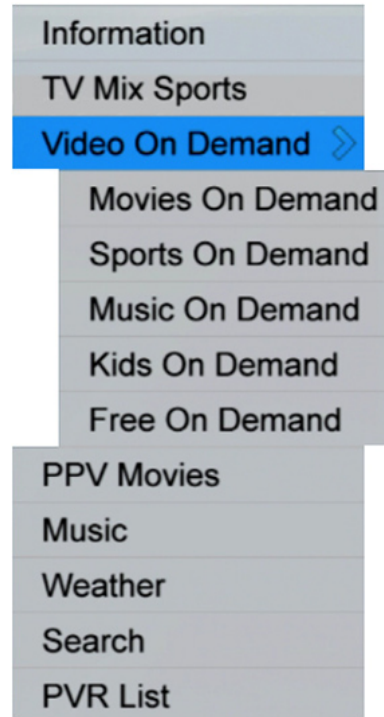 Information
TV Mix Sports
Video On Demand
Movies On Demand
Sports On Demand
Music On Demand
Kids On Demand
Free On Demand
PPV Movies
Music
Weather
Search
PVR List